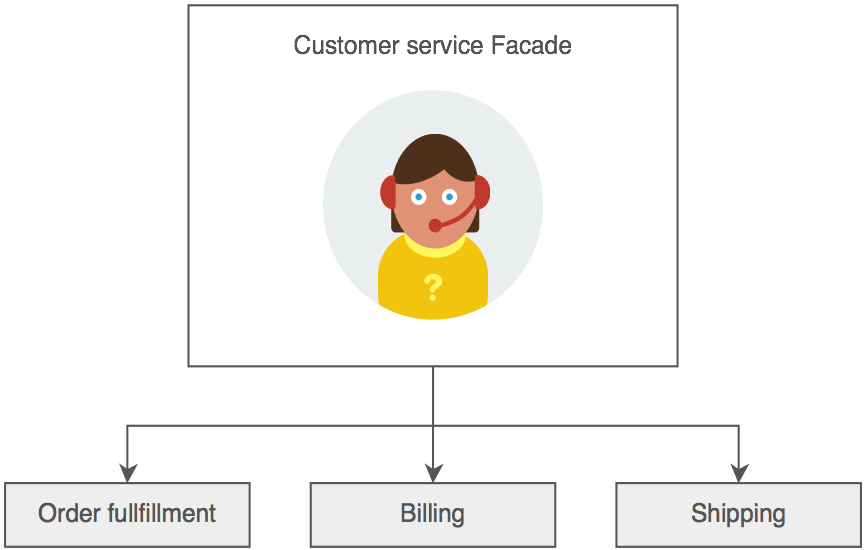 Customer service Facade
?
Order fullfillment
Billing
Shipping